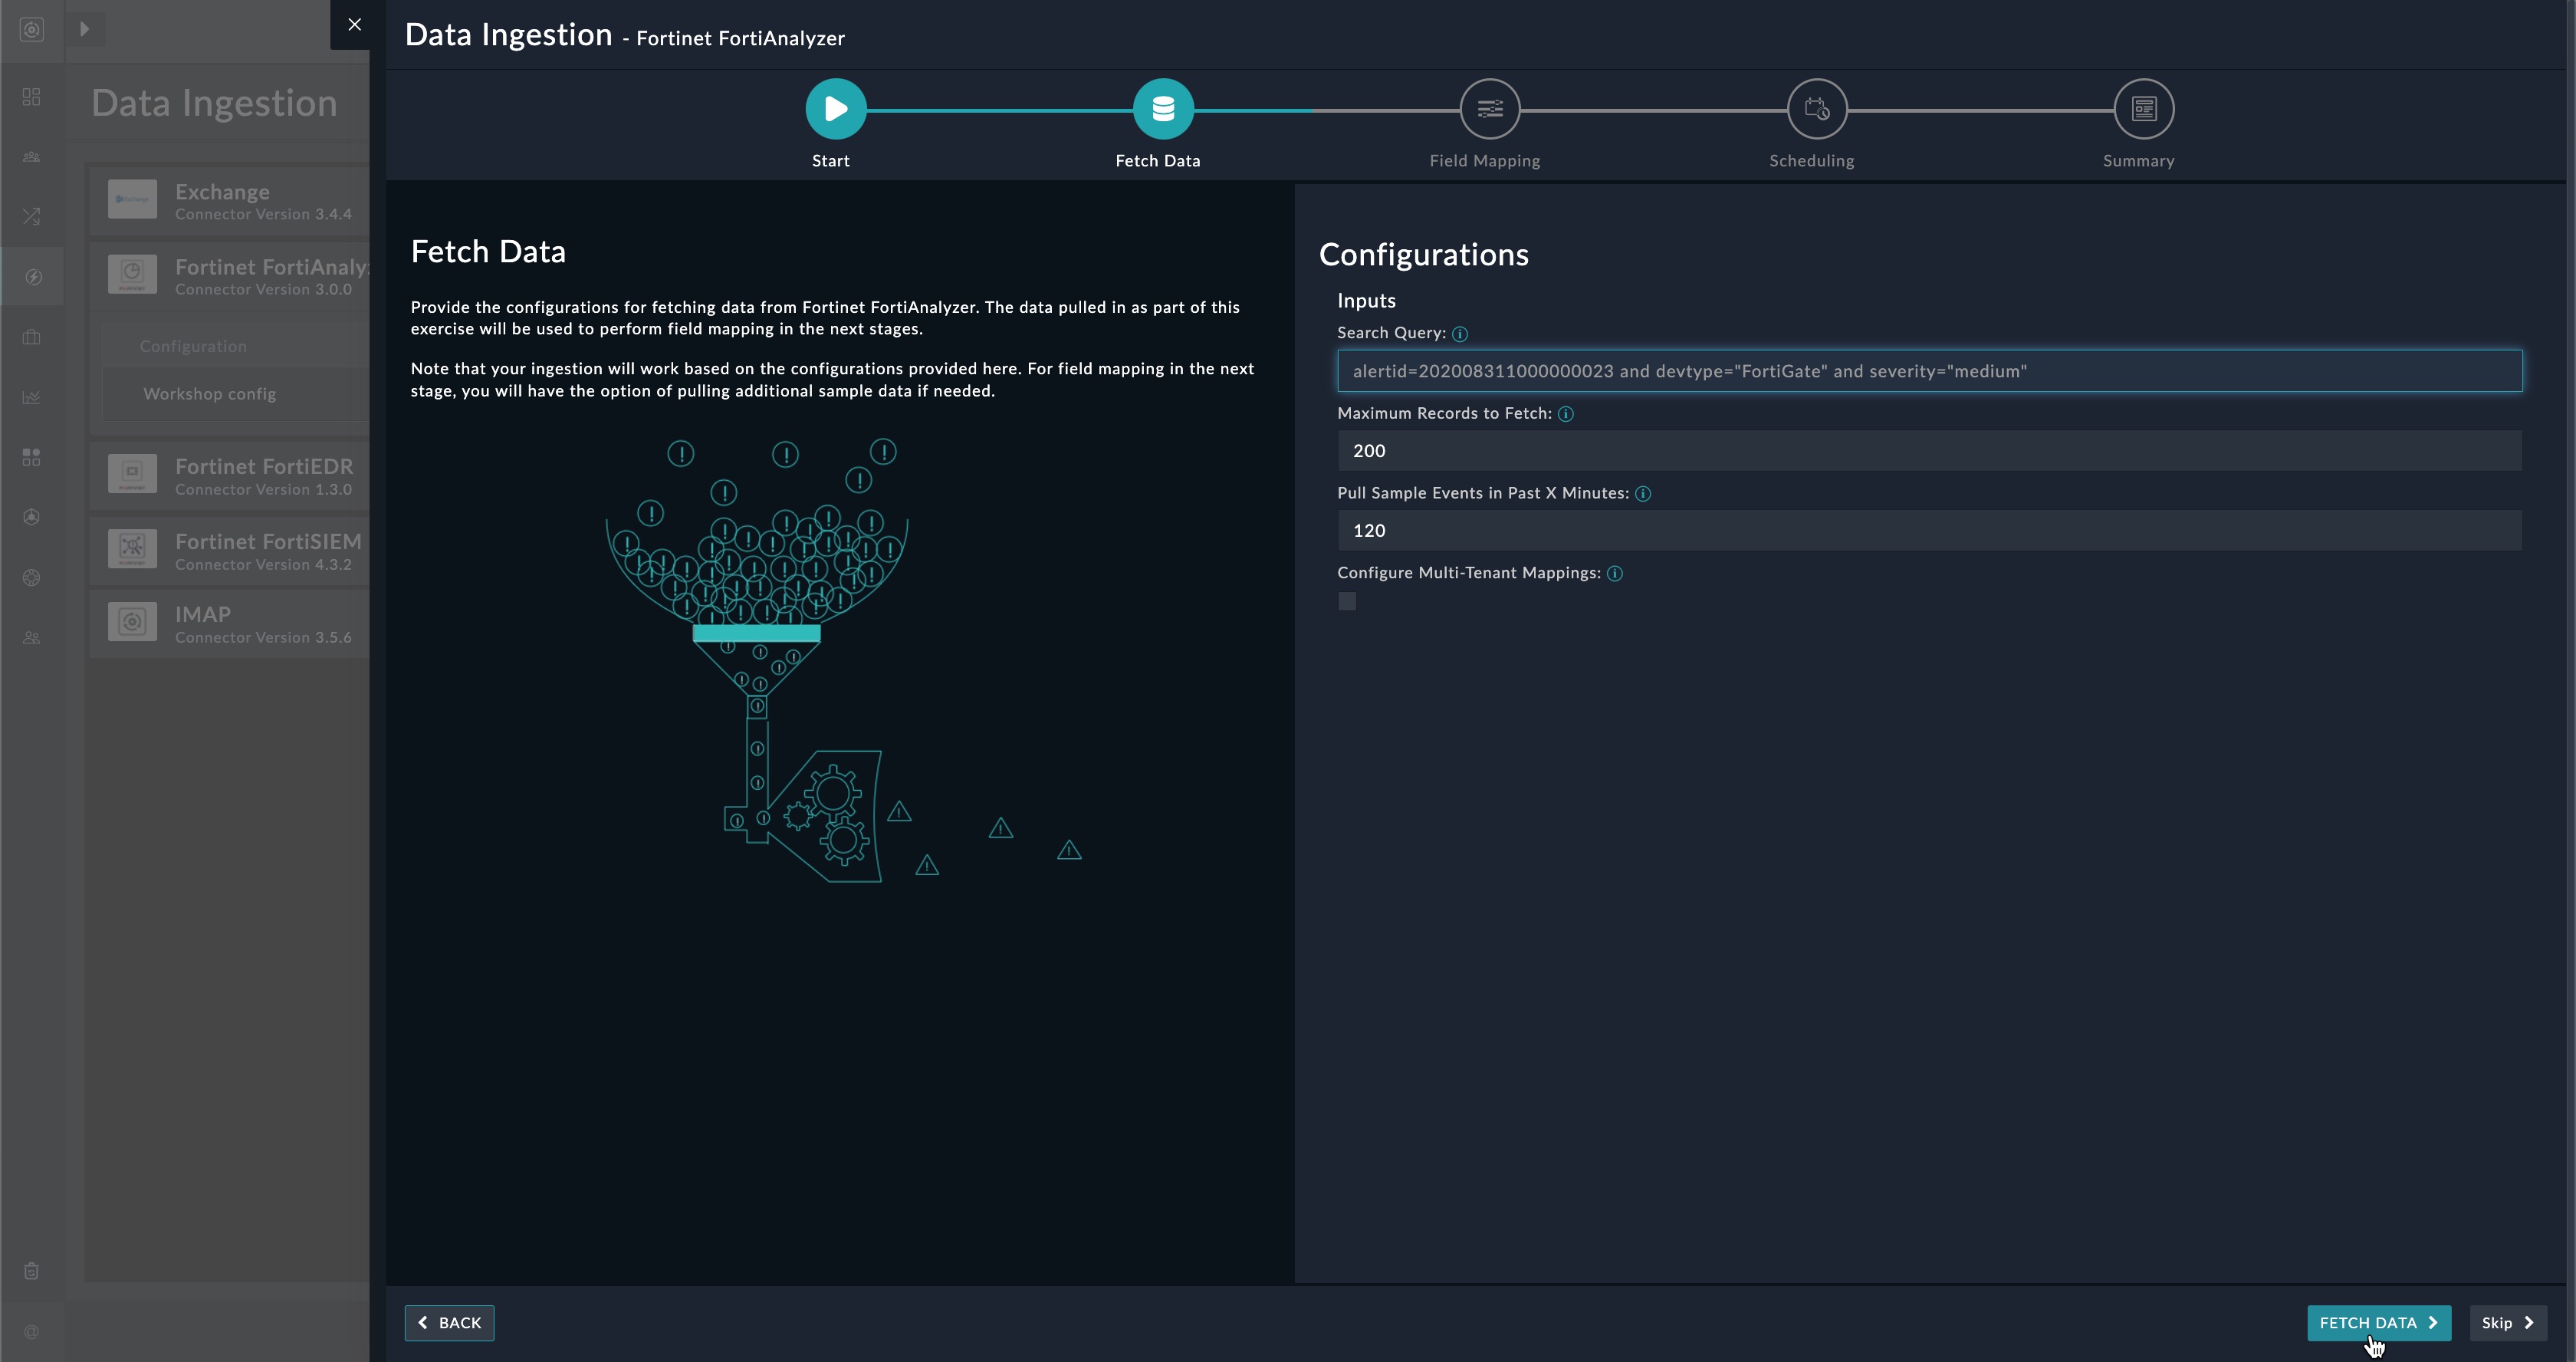 Data Ingestion - Fortinet FortiAnalyzer
Start
Fetch Data
Field Mapping
Scheduling
Summary
Data Ingestion
Exchange
Connector Version 3.4.4
Fortinet FortiAnaly
Connector Version 3.0.0
Configuration
Workshop config
Fortinet FortiEDR
Connector Version 1.3.0
Fortinet FortiSIEM
Connector Version 4.3.2
IMAP
Connector Version 3.5.6
Fetch Data
Provide the configurations for fetching data from Fortinet FortiAnalyzer. The data pulled in as part of this
exercise will be used to perform field mapping in the next stages.
Note that your ingestion will work based on the configurations provided here. For field mapping in the next
stage, you will have the option of pulling additional sample data if needed.
Configurations
Inputs
Search Query:
alertid=202008311000000023 and devtype="FortiGate" and severity="medium"
Maximum Records to Fetch:
200
Pull Sample Events in Past X Minutes:
120
Configure Multi-Tenant Mappings:
BACK
FETCH DATA
Skip